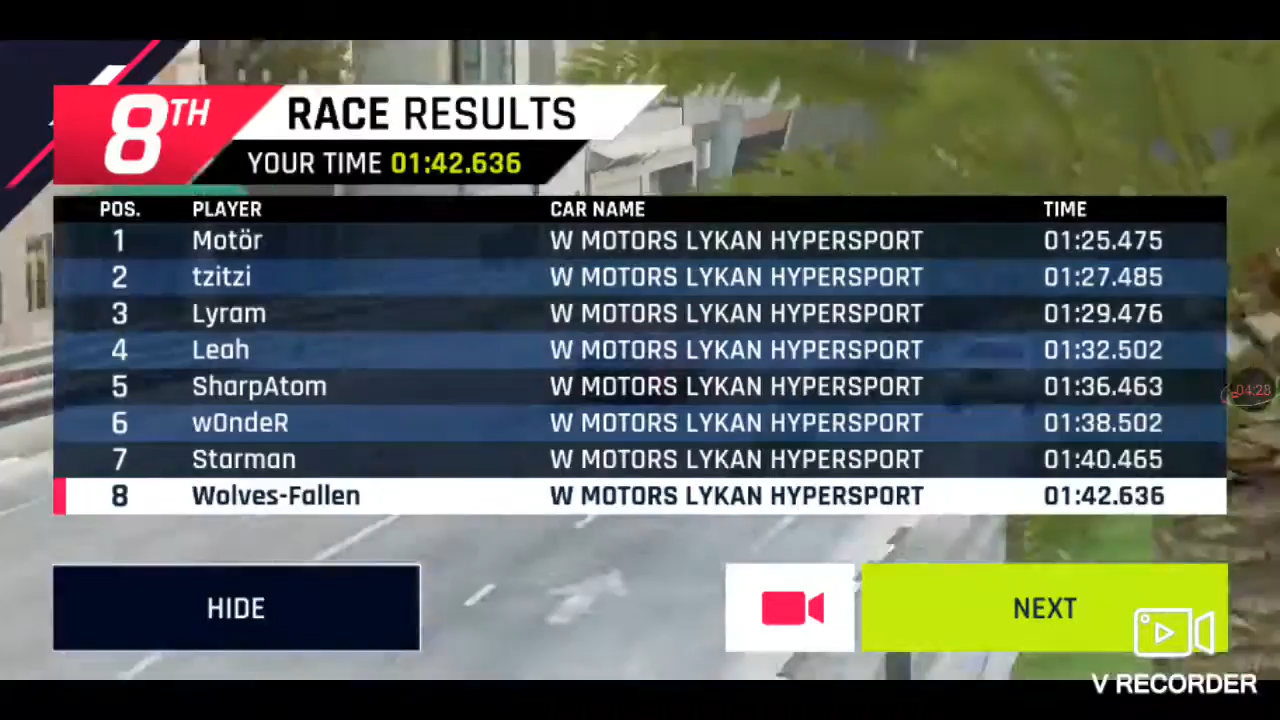 8TH
RACE RESULTS
YOUR TIME 01:42.636
POS. PLAYER CAR NAME TIME
1 Motör W MOTORS LYKAN HYPERSPORT 01:25.475
2 tzitzi W MOTORS LYKAN HYPERSPORT 01:27.485
3 Lyram W MOTORS LYKAN HYPERSPORT 01:29.476
4 Leah W MOTORS LYKAN HYPERSPORT 01:32.502
5 SharpAtom W MOTORS LYKAN HYPERSPORT 01:36.463
6 w0ndeR W MOTORS LYKAN HYPERSPORT 01:38.502
7 Starman W MOTORS LYKAN HYPERSPORT 01:40.465
8 Wolves-Fallen W MOTORS LYKAN HYPERSPORT 01:42.636
04:28
HIDE NEXT
V RECORDER